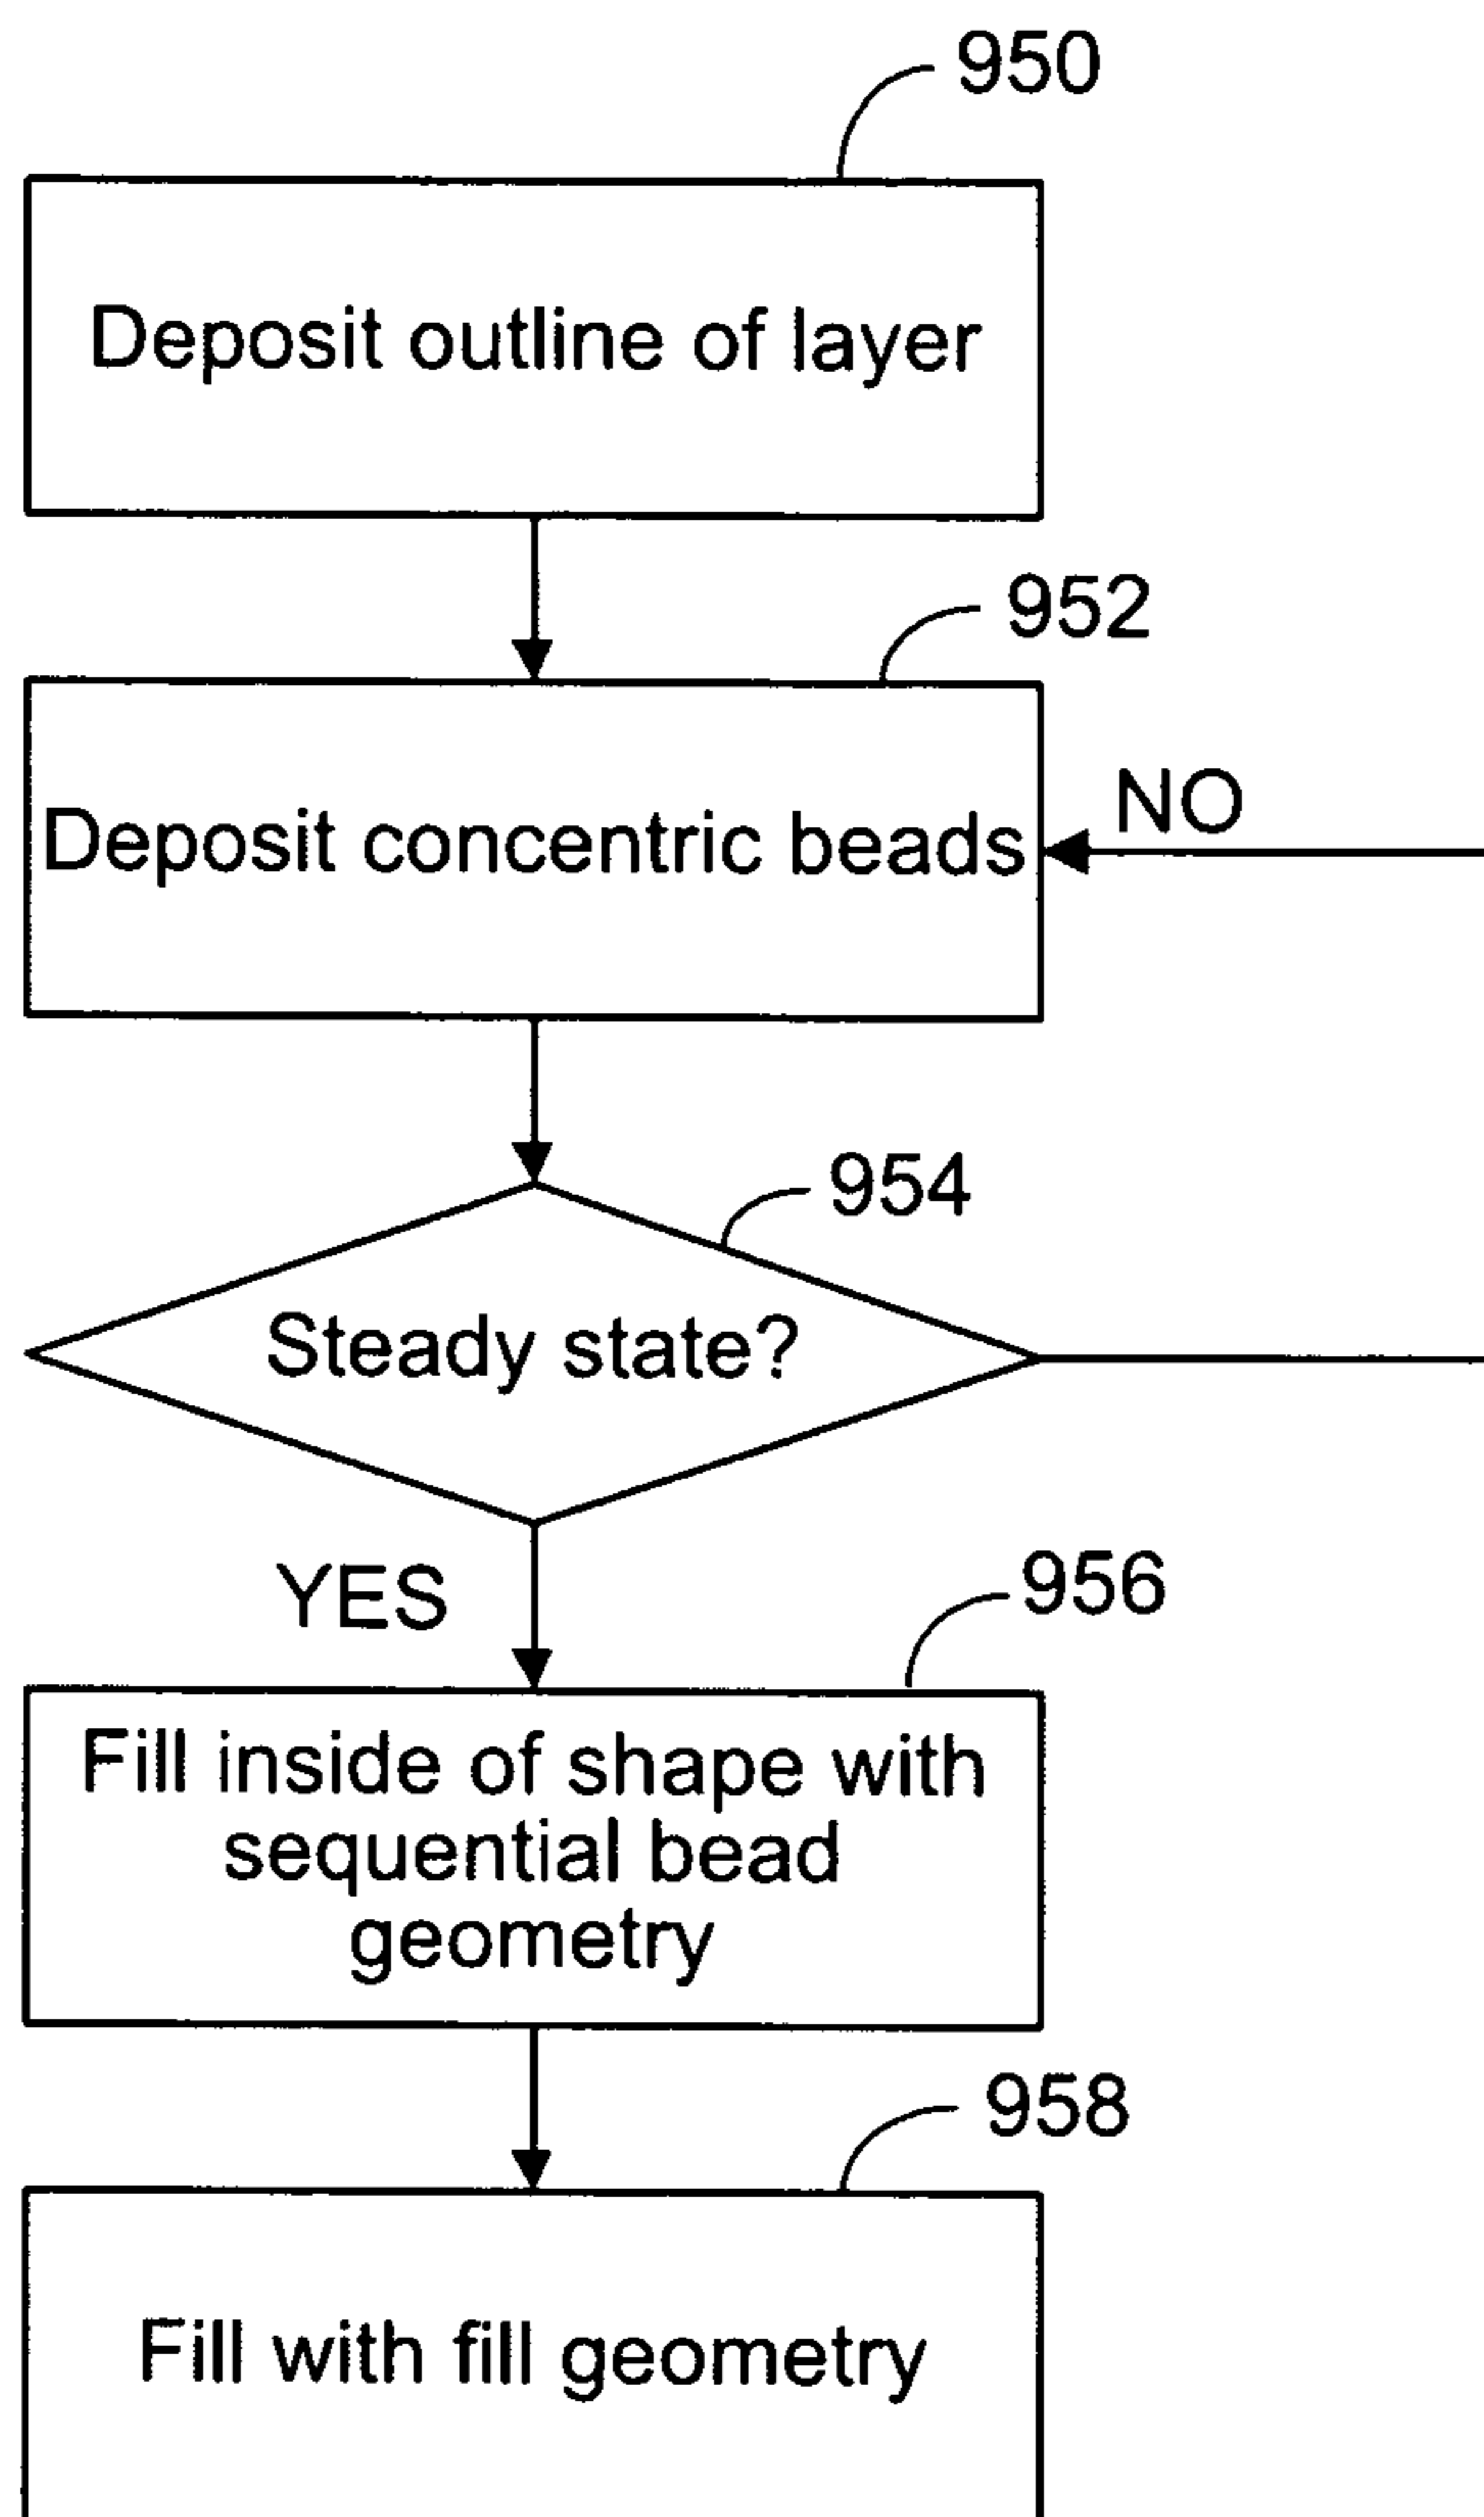 950
Deposit outline of layer
952
Deposit concentric beads
NO
954
Steady state?
YES
956
Fill inside of shape with
sequential bead
geometry
958
Fill with fill geometry